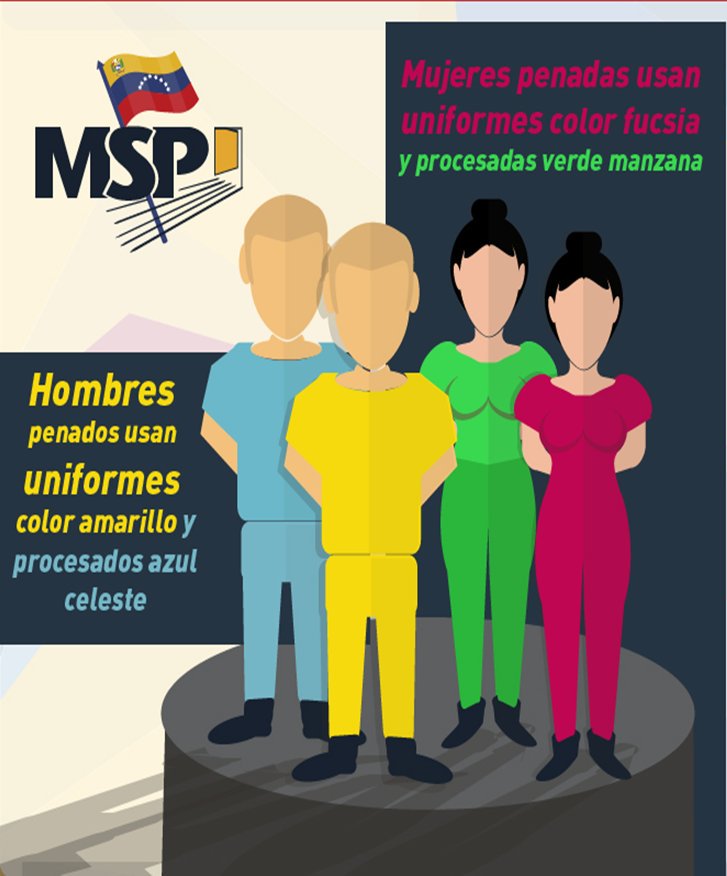 MSP
Mujeres penadas usan
uniformes color fucsia
y procesadas verde manzana
Hombres
penados usan
uniformes
color amarillo y
procesados azul
celeste